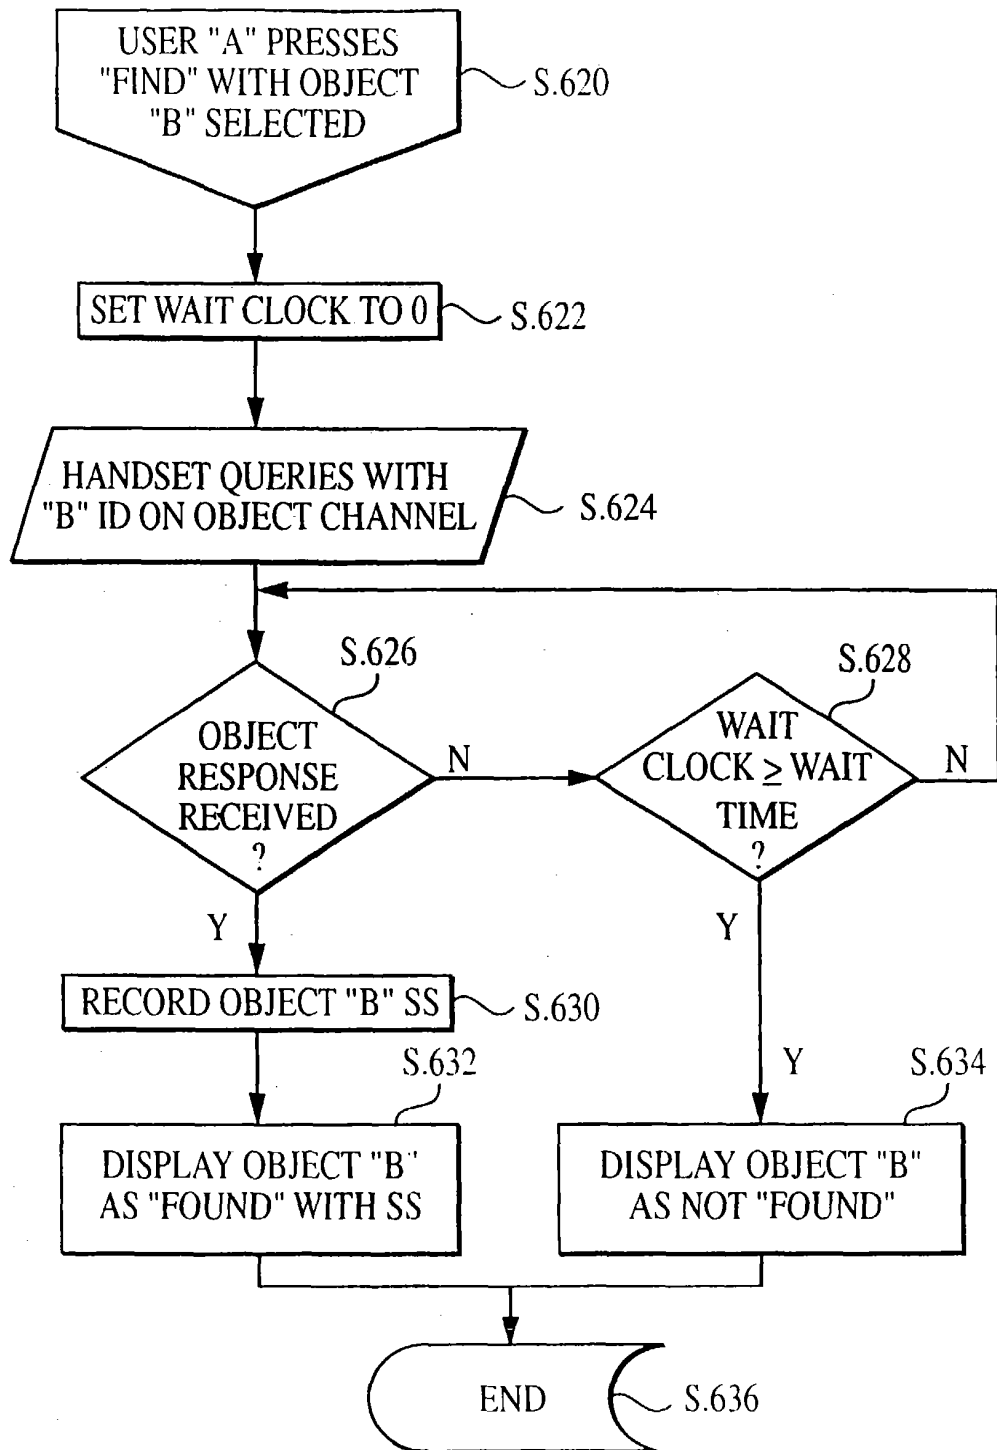 USER "A" PRESSES
"FIND" WITH OBJECT
"B" SELECTED
S.620
SET WAIT CLOCK TO 0
S.622
HANDSET QUERIES WITH
"B" ID ON OBJECT CHANNEL
S.624
S.626
OBJECT
RESPONSE
RECEIVED
?
N
Y
S.628
WAIT
CLOCK ≥ WAIT
TIME
?
N
Y
RECORD OBJECT "B" SS
S.630
S.632
DISPLAY OBJECT "B"
AS "FOUND" WITH SS
Y
S.634
DISPLAY OBJECT "B"
AS NOT "FOUND"
END
S.636